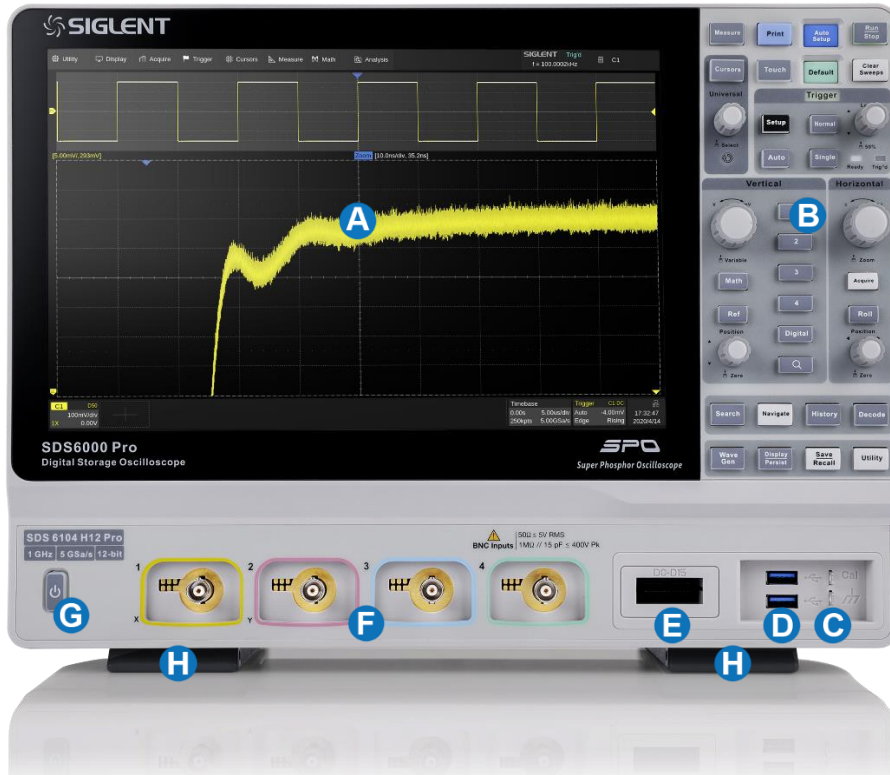 SIGLENT
Utility Display Acquire Trigger Cursors Measure Math Analysis
SIGLENT Trig'd
f = 100.0002kHz
C1
[5.00mV/,293mV]
Zoom [10.0ns/div, 35.2ns]
A
C1 D50
100mV/div
1X 0.00V
Timebase
0.00s 5.00us/div
250kpts 5.00GSa/s
Trigger C1 DC
Auto -4.00mV
Edge Rising
17:32:47
2020/4/14
SDS6000 Pro
Digital Storage Oscilloscope
SPO
Super Phosphor Oscilloscope
Measure
Print
Auto Setup
Run Stop
Cursors
Touch
Default
Clear Sweeps
Universal
Select
Trigger
Setup
Normal
50%
Auto
Single
Ready Trig'd
Vertical
Horizontal
B
Variable
2
Zoom
Math
3
Acquire
Ref
4
Roll
Position
Digital
Position
Zero
Zero
Search
Navigate
History
Decode
Wave Gen
Display Persist
Save Recall
Utility
SDS 6104 H12 Pro
1 GHz 5 GSa/s 12-bit
BNC Inputs
50Ω ≤ 5V RMS
1MΩ // 15 pF ≤ 400V Pk
1
X
2
Y
3
4
DG-D15
Cal
G
F
E
D
C
H
H